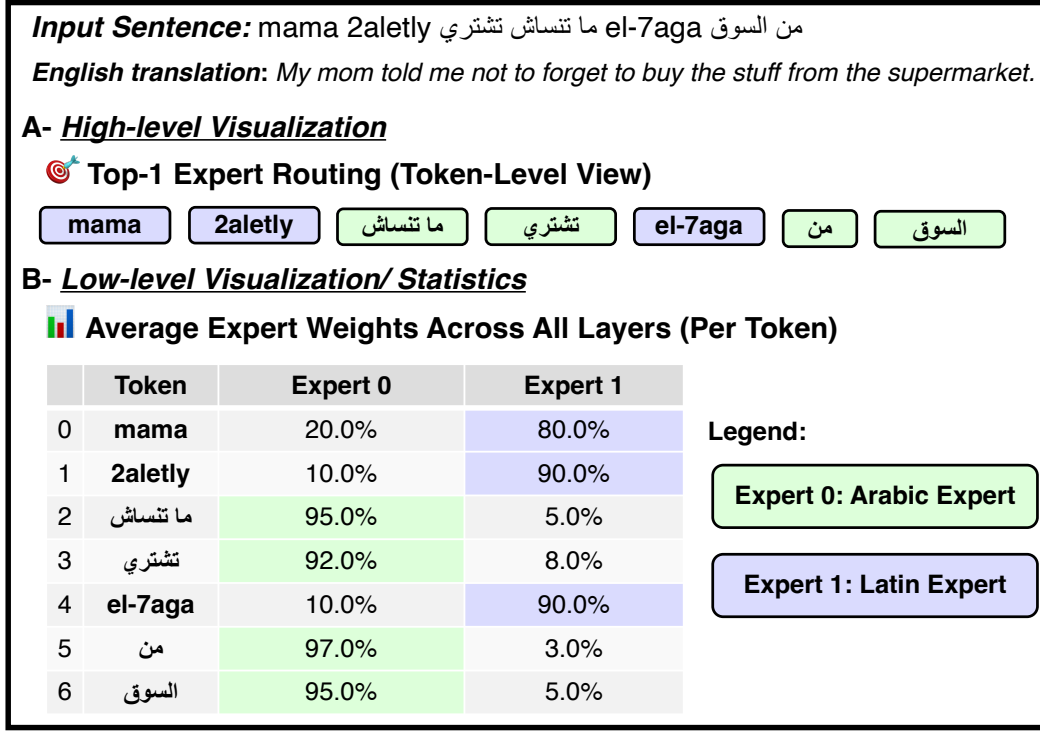 Input Sentence: mama 2aletly ما تنساش تشتري el-7aga من السوق
English translation: My mom told me not to forget to buy the stuff from the supermarket.
A- High-level Visualization
Top-1 Expert Routing (Token-Level View)
mama 2aletly ما تنساش تشتري el-7aga من السوق
B- Low-level Visualization/ Statistics
Average Expert Weights Across All Layers (Per Token)
Token Expert 0 Expert 1
0 mama 20.0% 80.0%
1 2aletly 10.0% 90.0%
2 ما تنساش 95.0% 5.0%
3 تشتري 92.0% 8.0%
4 el-7aga 10.0% 90.0%
5 من 97.0% 3.0%
6 السوق 95.0% 5.0%
Legend:
Expert 0: Arabic Expert
Expert 1: Latin Expert